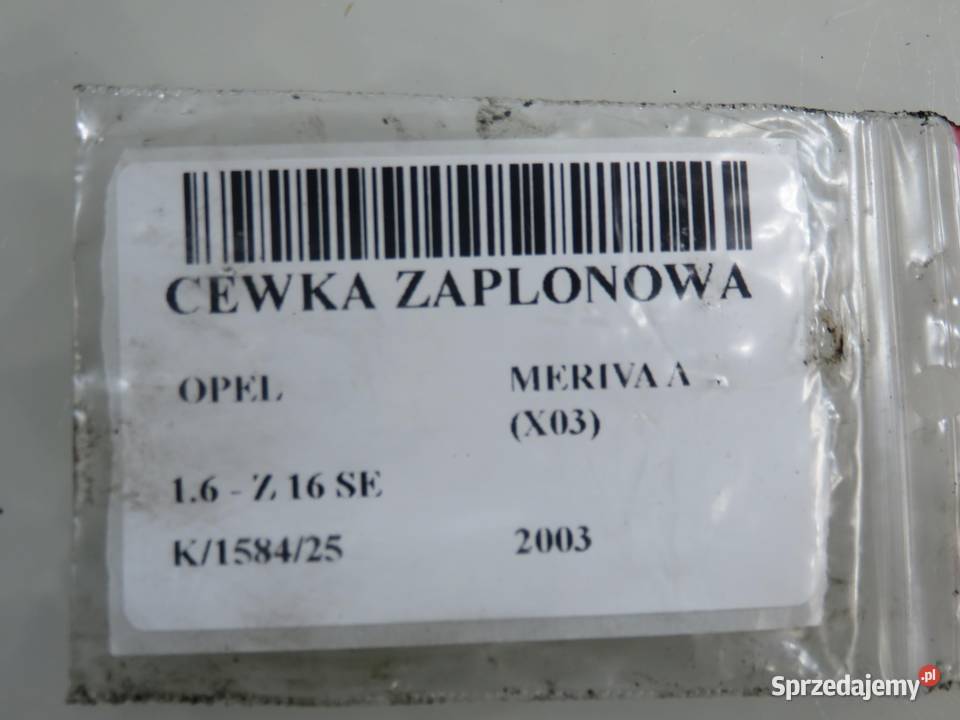 CEWKA ZAPLONOWA
OPEL MERIVA A
(X03)
1.6 - Z 16 SE
K/1584/25 2003
Sprzedajemy.pl